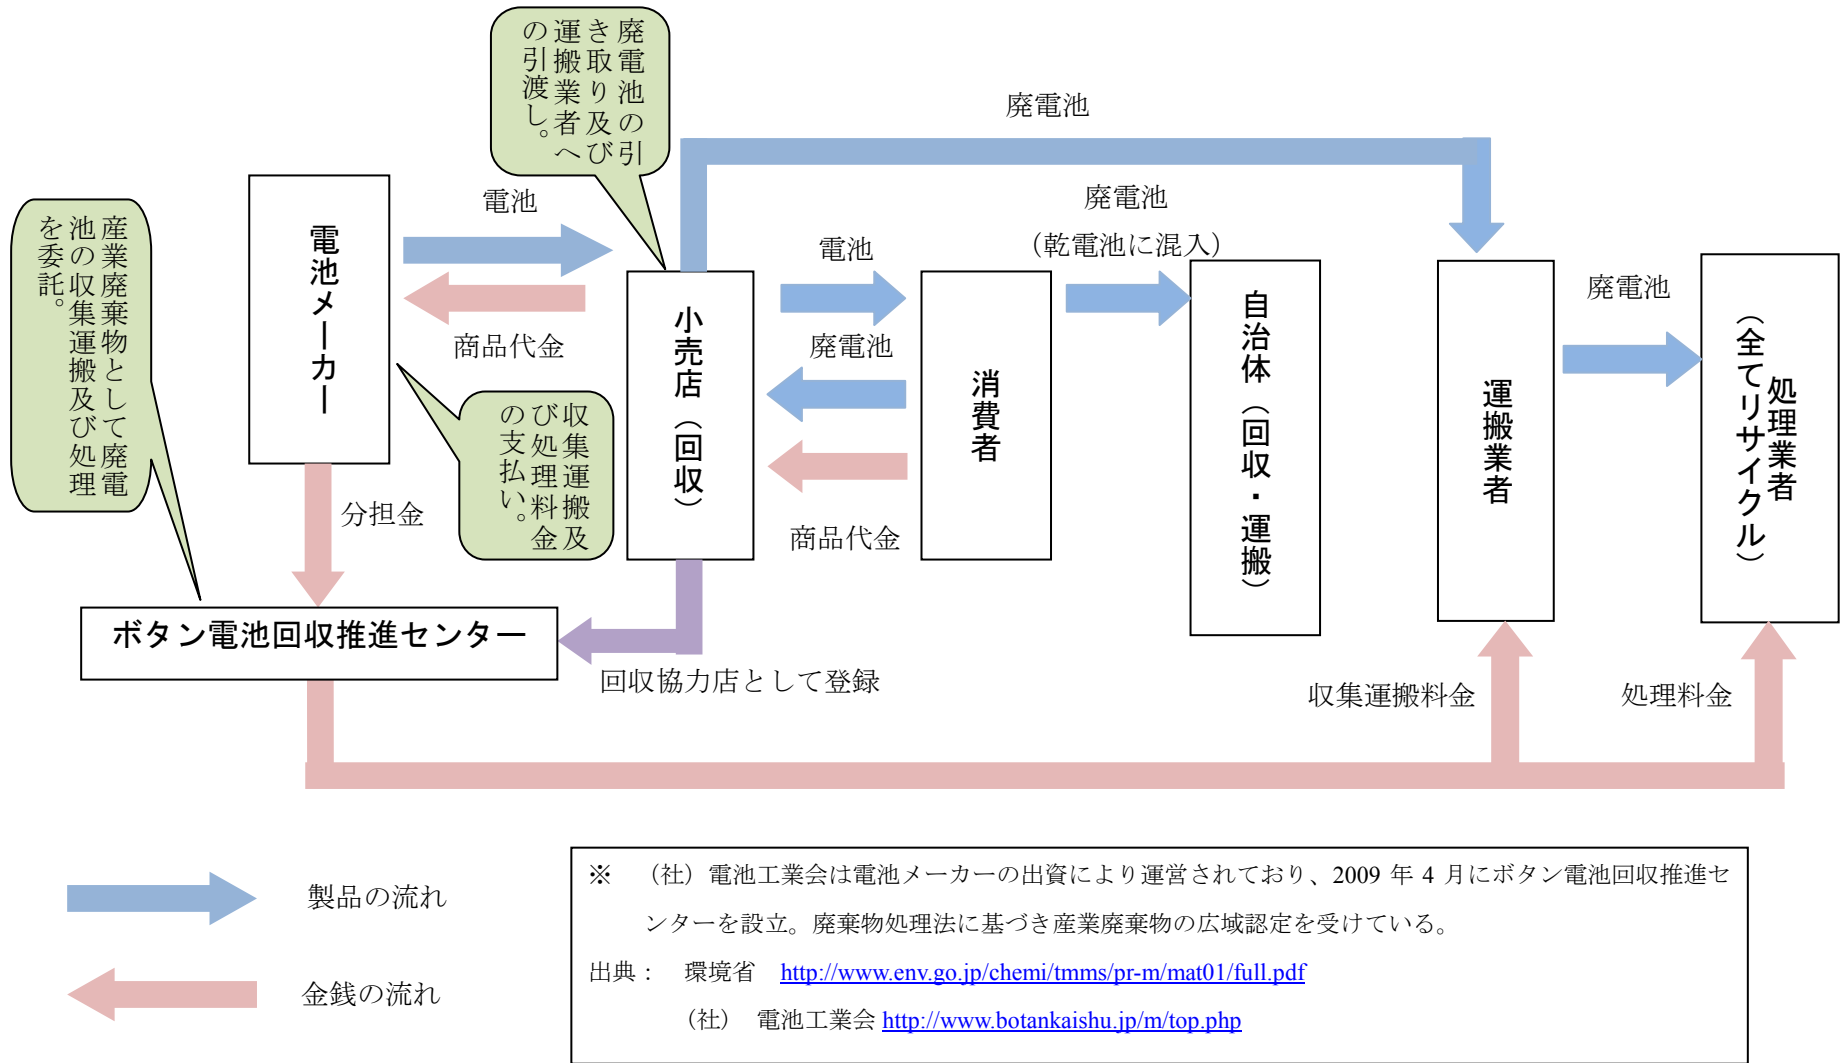 廃電池の引
き取り及び
運搬業者へ
の引渡し。
廃電池
電池
廃電池
(乾電池に混入)
産業廃棄物として廃電
池の収集運搬及び処理
を委託。
電池メーカー
商品代金
収集運搬及
び処理料金
の支払い。
小売店(回収)
電池
廃電池
商品代金
消費者
自治体(回収・運搬)
運搬業者
廃電池
処理業者
(全てリサイクル)
分担金
ボタン電池回収推進センター
回収協力店として登録
収集運搬料金
処理料金
製品の流れ
金銭の流れ
※ (社)電池工業会は電池メーカーの出資により運営されており、2009 年 4 月にボタン電池回収推進セ
ンターを設立。廃棄物処理法に基づき産業廃棄物の広域認定を受けている。
出典: 環境省 http://www.env.go.jp/chemi/tmms/pr-m/mat01/full.pdf
(社) 電池工業会 http://www.botankaishu.jp/m/top.php